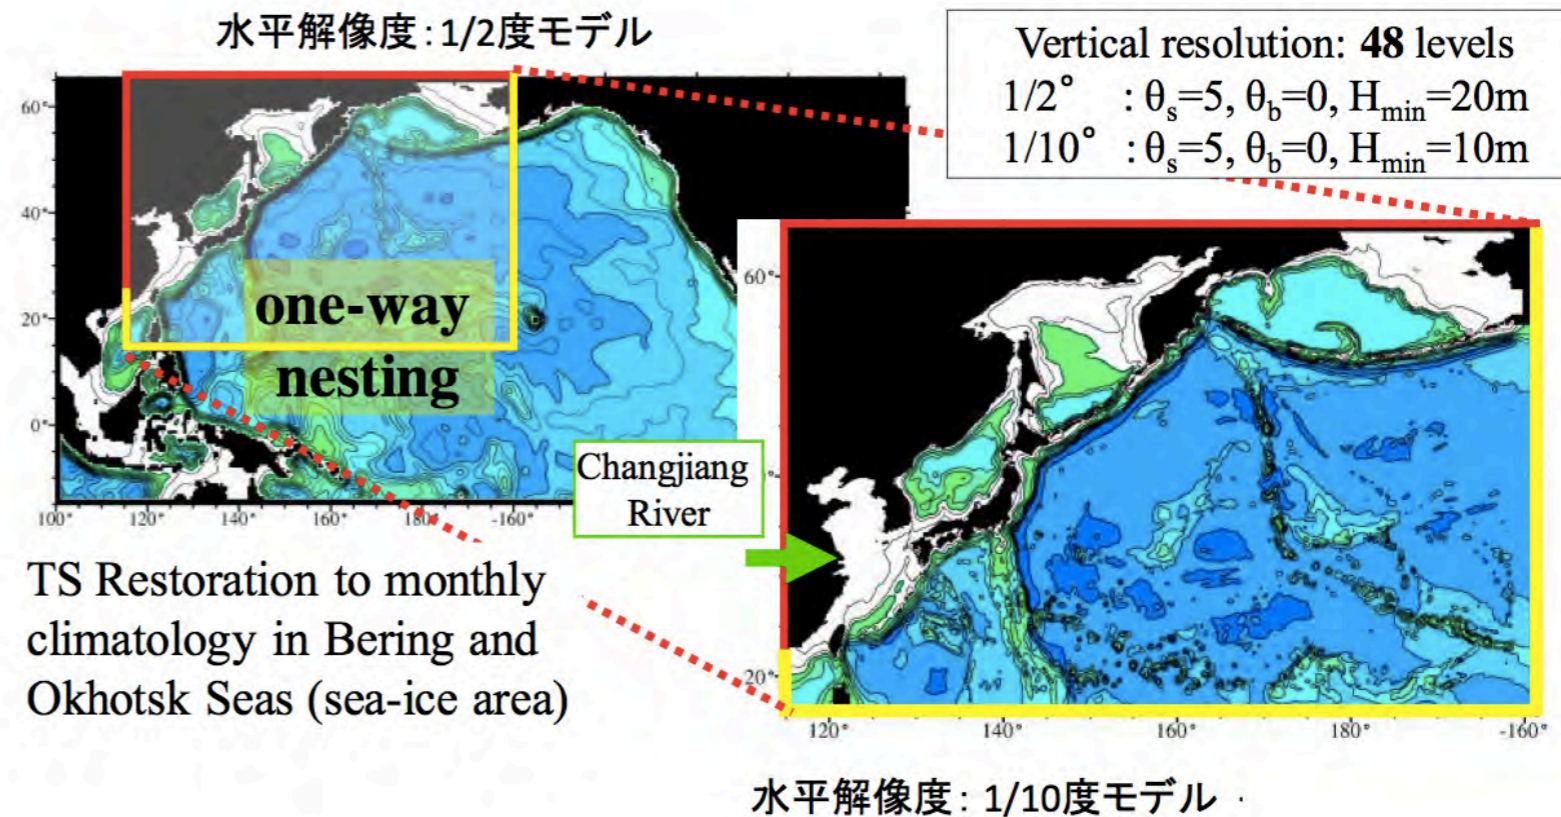 水平解像度：1/2度モデル
Vertical resolution: 48 levels
1/2° : θs=5, θb=0, Hmin=20m
1/10° : θs=5, θb=0, Hmin=10m
60°
40°
20°
0°
100° 120° 140° 160° 180° -160°
one-way
nesting
Changjiang
River
TS Restoration to monthly
climatology in Bering and
Okhotsk Seas (sea-ice area)
60°
20°
120° 140° 160° 180° -160°
水平解像度：1/10度モデル